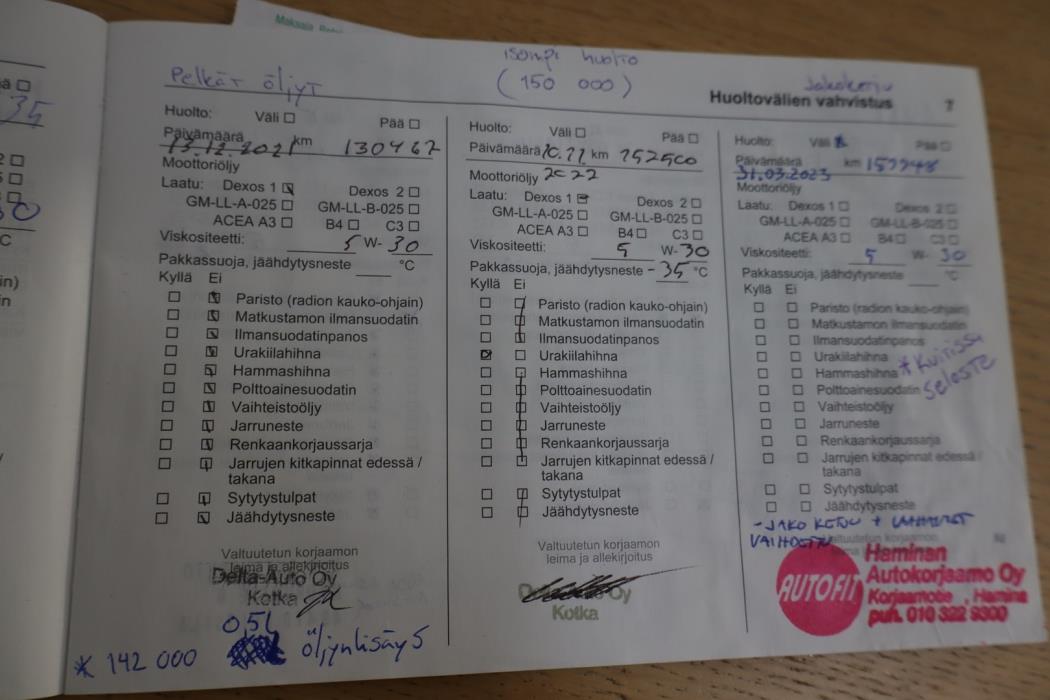 Maksaja
35
Pelkät öljyt
isompi huolto
(150 000)
Jakoketju
Huoltovälien vahvistus 7
Huolto: Väli ☐ Pää ☐
Päivämäärä km
13.12.2021 130467
Moottoriöljy
Laatu: Dexos 1 ☑ Dexos 2 ☐
GM-LL-A-025 ☐ GM-LL-B-025 ☐
ACEA A3 ☐ B4 ☐ C3 ☐
Viskositeetti: 5 W- 30
Pakkassuoja, jäähdytysneste ____ °C
Kyllä Ei
Paristo (radion kauko-ohjain)
Matkustamon ilmansuodatin
Ilmansuodatinpanos
Urakiilahihna
Hammashihna
Polttoainesuodatin
Vaihteistoöljy
Jarruneste
Renkaankorjaussarja
Jarrujen kitkapinnat edessä /
takana
Sytytystulpat
Jäähdytysneste
Valtuutetun korjaamon
leima ja allekirjoitus
Delta-Auto Oy
Kotka
* 142 000 0,5l öljynlisäys
Huolto: Väli ☐ Pää ☐
Päivämäärä 10.11 km 152500
Moottoriöljy 2022
Laatu: Dexos 1 ☑ Dexos 2 ☐
GM-LL-A-025 ☐ GM-LL-B-025 ☐
ACEA A3 ☐ B4 ☐ C3 ☐
Viskositeetti: 5 W- 30
Pakkassuoja, jäähdytysneste -35 °C
Kyllä Ei
Paristo (radion kauko-ohjain)
Matkustamon ilmansuodatin
Ilmansuodatinpanos
Urakiilahihna
Hammashihna
Polttoainesuodatin
Vaihteistoöljy
Jarruneste
Renkaankorjaussarja
Jarrujen kitkapinnat edessä /
takana
Sytytystulpat
Jäähdytysneste
Valtuutetun korjaamon
leima ja allekirjoitus
Oy
Kotka
Huolto: Väli ☒ Pää ☐
Päivämäärä km 157748
31.03.2023
Moottoriöljy
Laatu: Dexos 1 ☐ Dexos 2 ☐
GM-LL-A-025 ☐ GM-LL-B-025 ☐
ACEA A3 ☐ B4 ☐ C3 ☐
Viskositeetti: 5 W- 30
Pakkassuoja, jäähdytysneste ____ °C
Kyllä Ei
Paristo (radion kauko-ohjain)
Matkustamon ilmansuodatin
Ilmansuodatinpanos
Urakiilahihna
Hammashihna * Kuitissa
Polttoainesuodatin seloste
Vaihteistoöljy
Jarruneste
Renkaankorjaussarja
Jarrujen kitkapinnat edessä /
takana
Sytytystulpat
Jäähdytysneste
- JAKO KETJU +
VAIHDETTU
AUTOFIT
Haminan
Autokorjaamo Oy
Korjaamotie , Hamina
puh. 010 322 9300